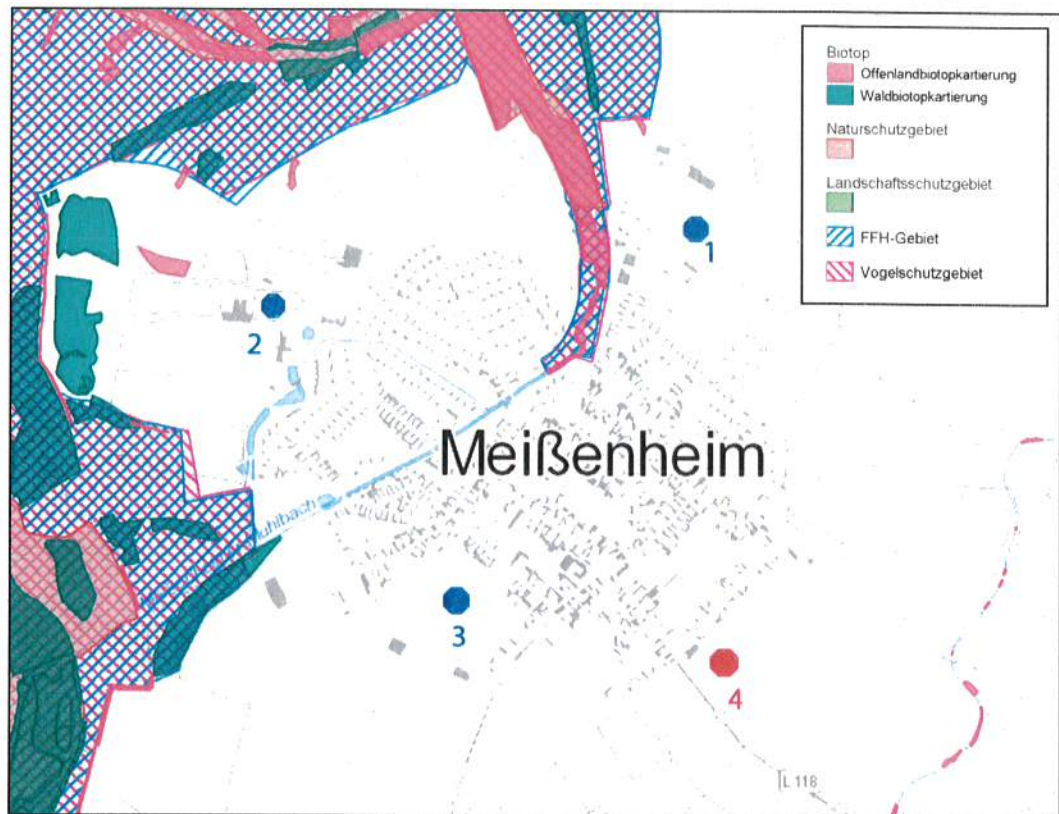 Biotop
Offenlandbiotopkartierung
Waldbiotopkartierung
Naturschutzgebiet
Landschaftsschutzgebiet
FFH-Gebiet
Vogelschutzgebiet
1
2
Meißenheim
3
4
L 118